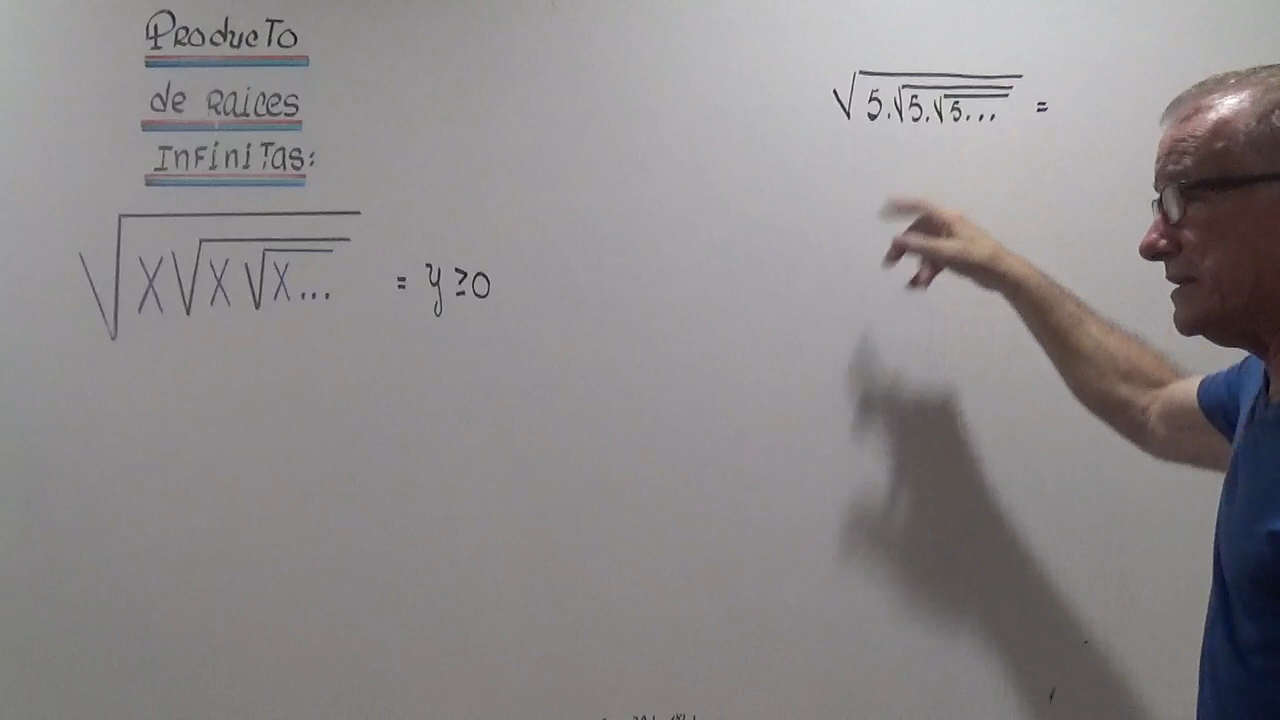 Producto
de Raices
Infinitas:
√(X√(X√(X...))) = y ≥ 0
√(5.√(5.√(5...))) =